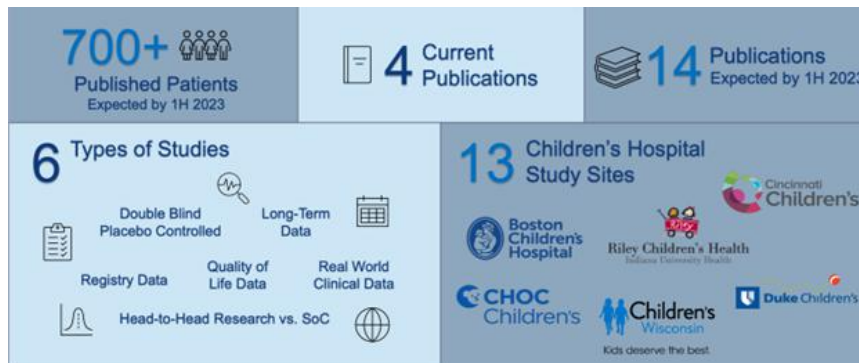 700+
Published Patients
Expected by 1H 2023
4 Current
Publications
14 Publications
Expected by 1H 2023
6 Types of Studies
Double Blind
Placebo Controlled
Long-Term
Data
Registry Data
Quality of
Life Data
Real World
Clinical Data
Head-to-Head Research vs. SoC
13 Children's Hospital
Study Sites
Cincinnati
Children's
Boston
Children's
Hospital
Riley
Riley Children's Health
Indiana University Health
CHOC
Children's
Children's
Wisconsin
Kids deserve the best.
Duke Children's